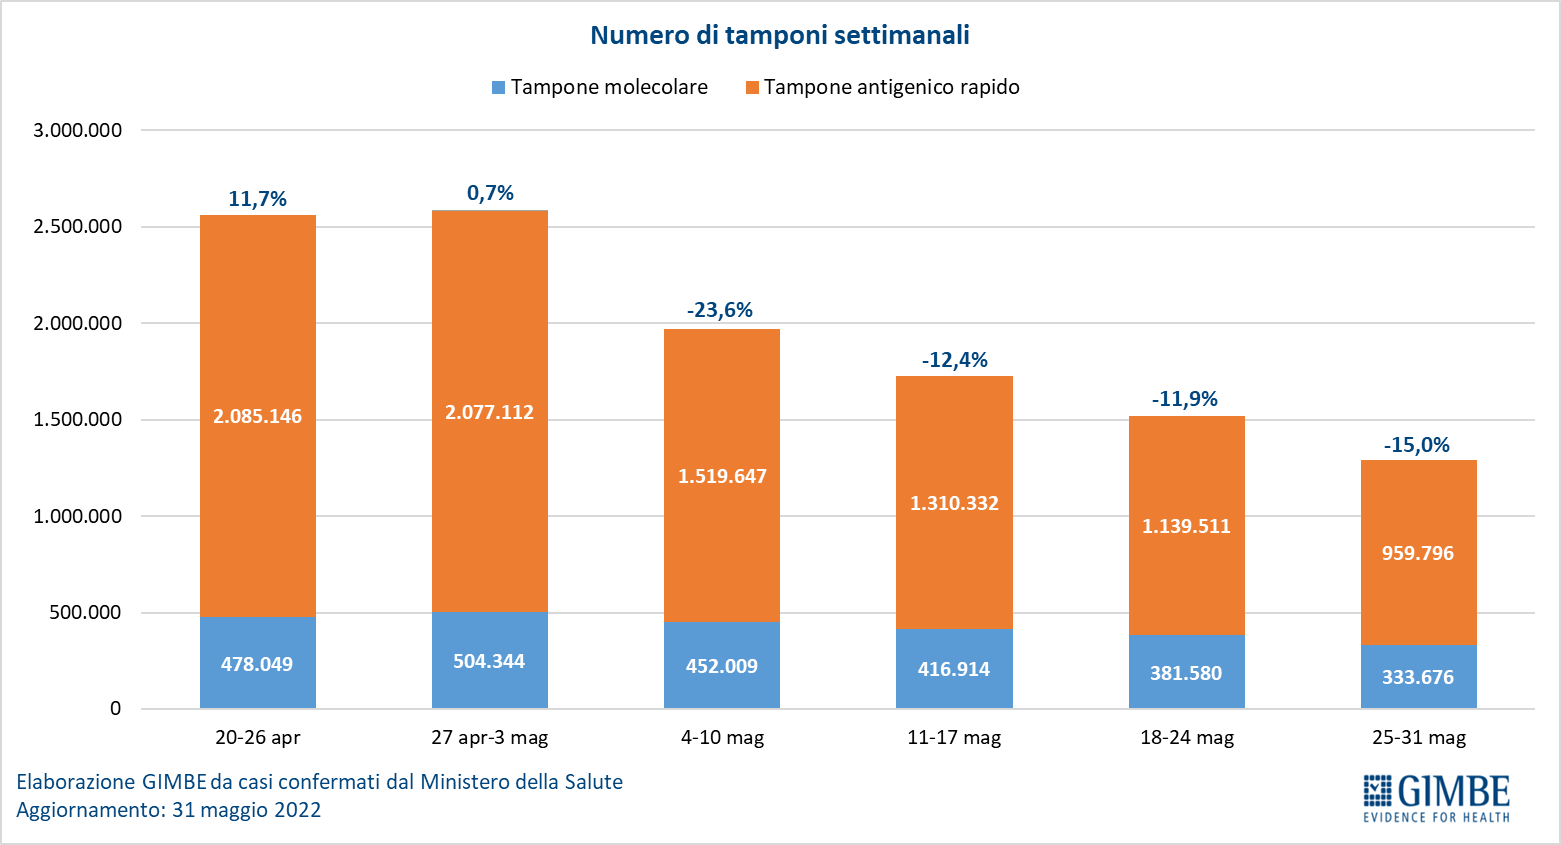 Numero di tamponi settimanali
Tampone molecolare Tampone antigenico rapido
3.000.000
2.500.000
2.000.000
1.500.000
1.000.000
500.000
0
11,7% 0,7% -23,6% -12,4% -11,9% -15,0%
2.085.146 2.077.112 1.519.647 1.310.332 1.139.511 959.796
478.049 504.344 452.009 416.914 381.580 333.676
20-26 apr 27 apr-3 mag 4-10 mag 11-17 mag 18-24 mag 25-31 mag
Elaborazione GIMBE da casi confermati dal Ministero della Salute
Aggiornamento: 31 maggio 2022
GIMBE
EVIDENCE FOR HEALTH